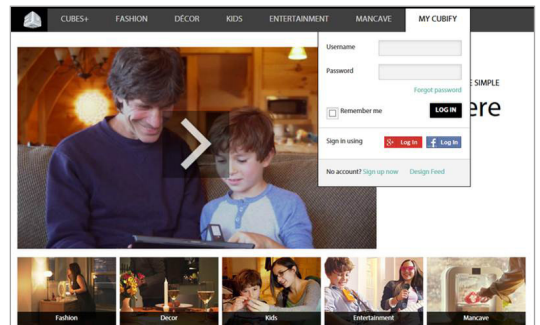 CUBES+ FASHION DÉCOR KIDS ENTERTAINMENT MANCAVE MY CUBIFY
Username
Password
Forgot password
Remember me LOG IN
Sign in using 8+ Log In f Log In
No account? Sign up now Design Feed
SIMPLE
ere
Fashion Decor Kids Entertainment Mancave